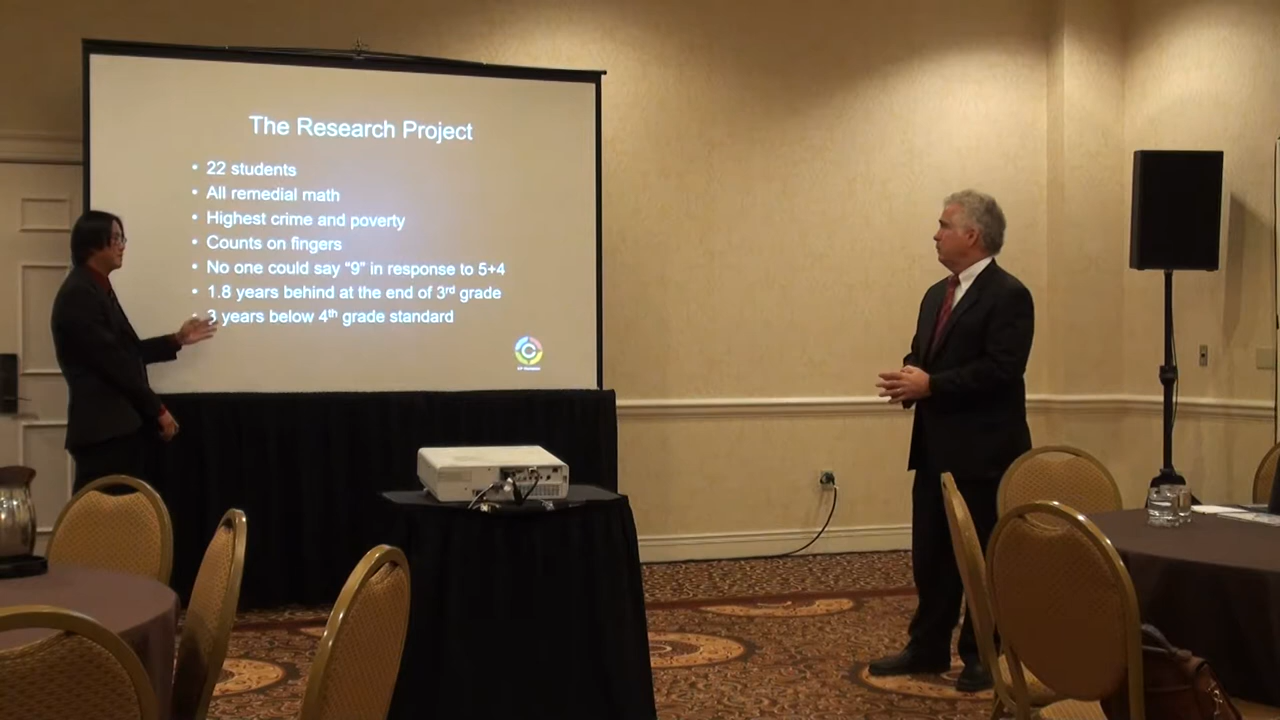 The Research Project
• 22 students
• All remedial math
• Highest crime and poverty
• Counts on fingers
• No one could say “9” in response to 5+4
• 1.8 years behind at the end of 3rd grade
• 3 years below 4th grade standard
C